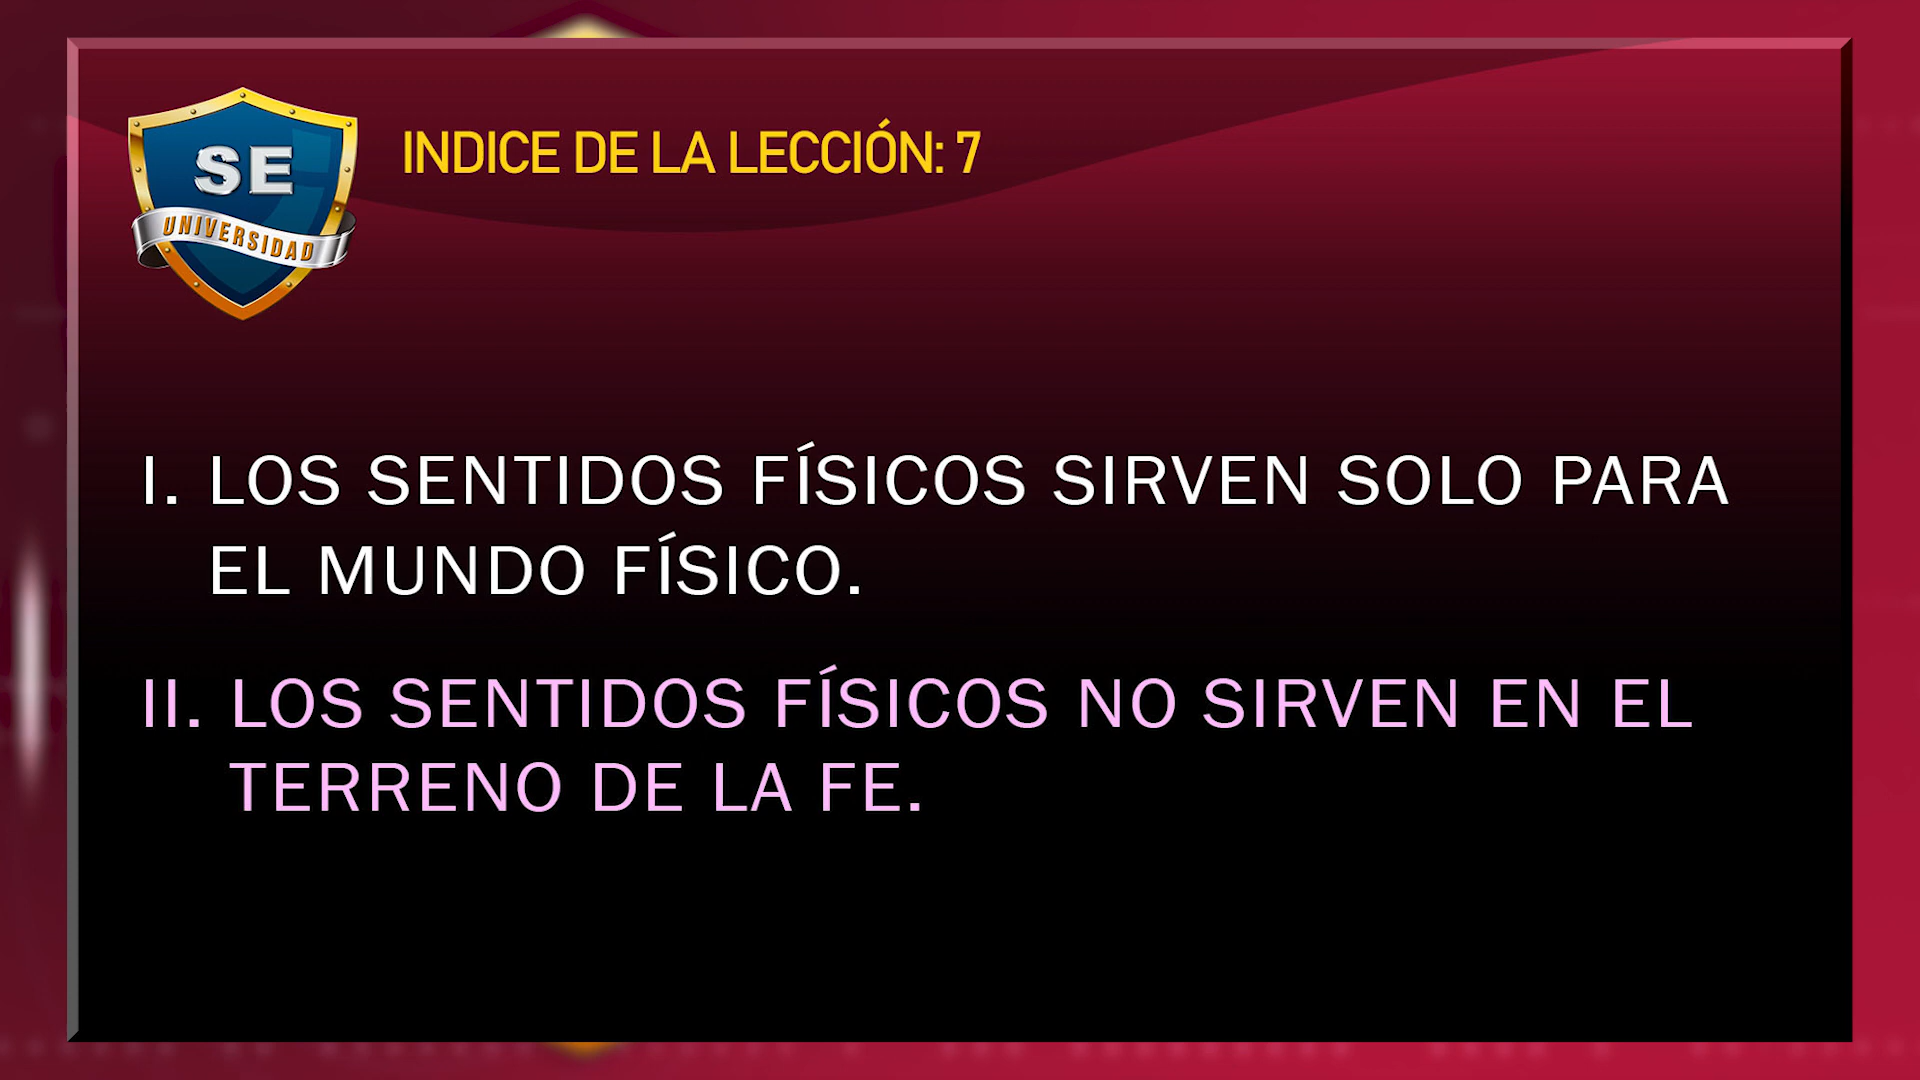 SE
UNIVERSIDAD
INDICE DE LA LECCIÓN: 7
I. LOS SENTIDOS FÍSICOS SIRVEN SOLO PARA
EL MUNDO FÍSICO.
II. LOS SENTIDOS FÍSICOS NO SIRVEN EN EL
TERRENO DE LA FE.